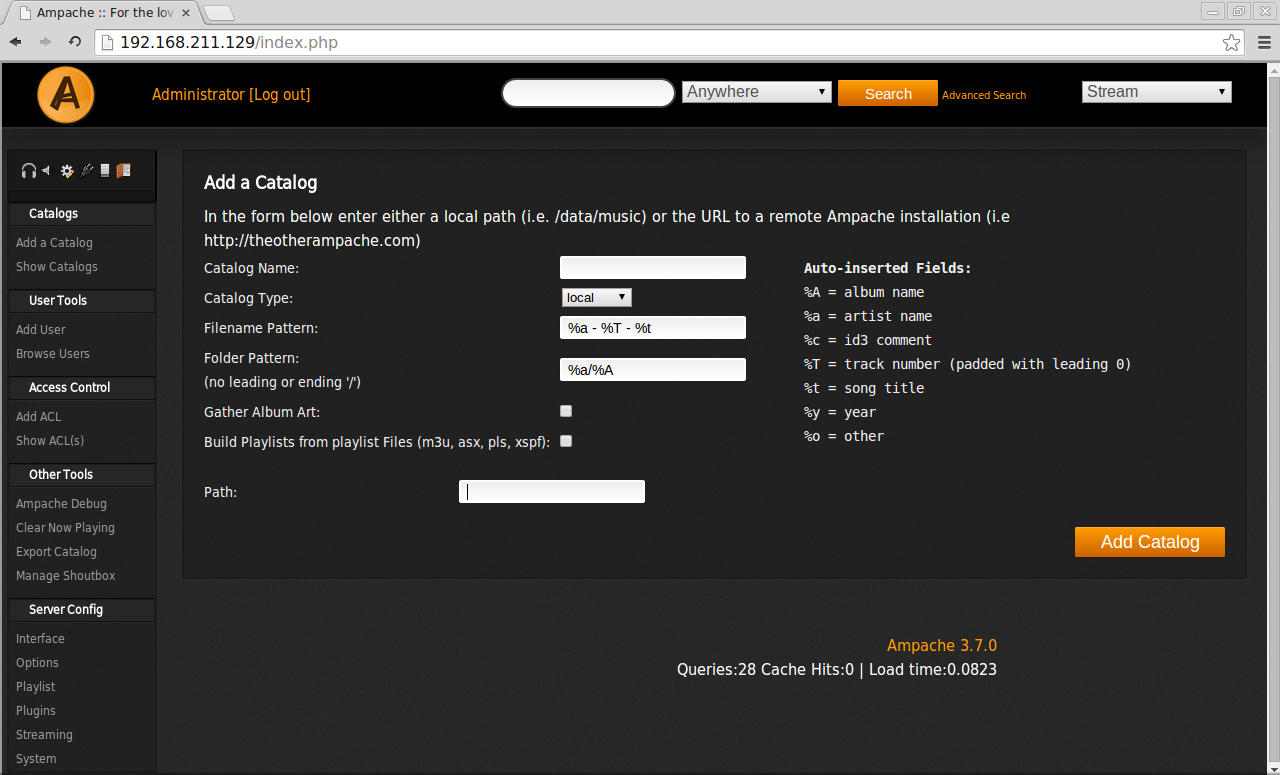 Ampache :: For the lov
192.168.211.129/index.php
Administrator [Log out]
Anywhere
Search
Advanced Search
Stream
Catalogs
Add a Catalog
Show Catalogs
User Tools
Add User
Browse Users
Access Control
Add ACL
Show ACL(s)
Other Tools
Ampache Debug
Clear Now Playing
Export Catalog
Manage Shoutbox
Server Config
Interface
Options
Playlist
Plugins
Streaming
System
Add a Catalog
In the form below enter either a local path (i.e. /data/music) or the URL to a remote Ampache installation (i.e
http://theotherampache.com)
Catalog Name:
Catalog Type: local
Filename Pattern: %a - %T - %t
Folder Pattern:
(no leading or ending '/') %a/%A
Gather Album Art:
Build Playlists from playlist Files (m3u, asx, pls, xspf):
Path:
Auto-inserted Fields:
%A = album name
%a = artist name
%c = id3 comment
%T = track number (padded with leading 0)
%t = song title
%y = year
%o = other
Add Catalog
Ampache 3.7.0
Queries:28 Cache Hits:0 | Load time:0.0823